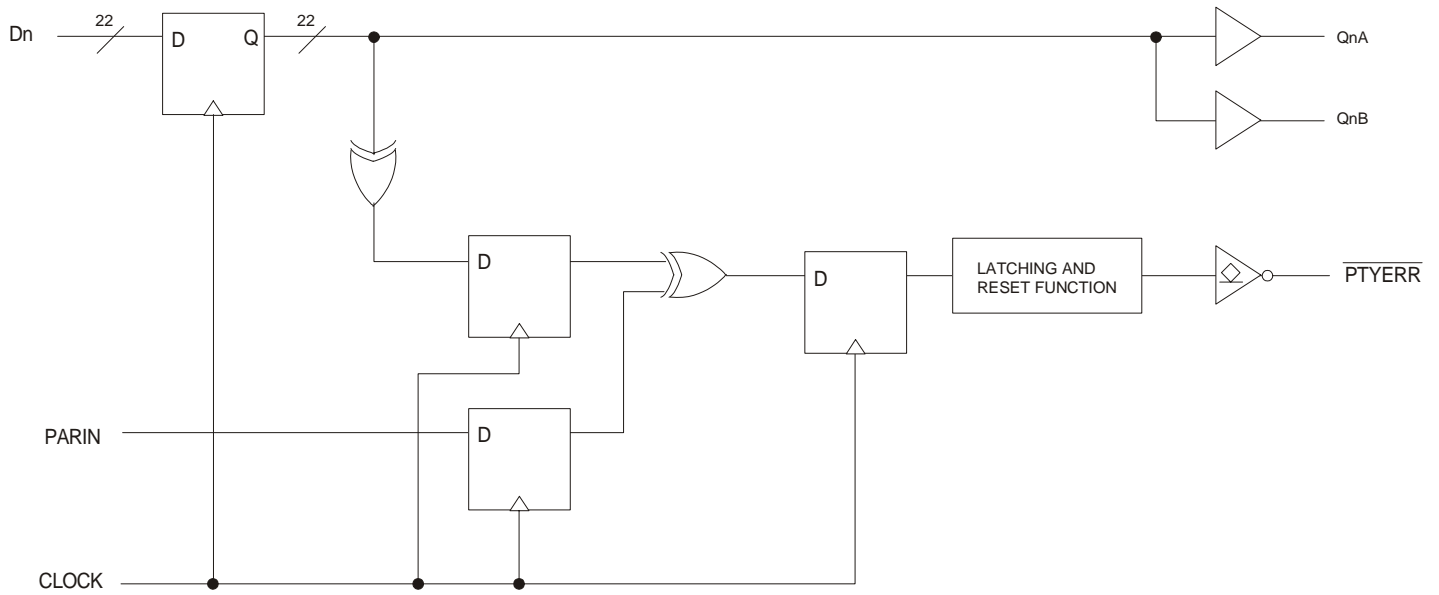 22
22
Dn
D
Q
QnA
QnB
D
D
LATCHING AND
RESET FUNCTION
PTYERR
PARIN
D
CLOCK